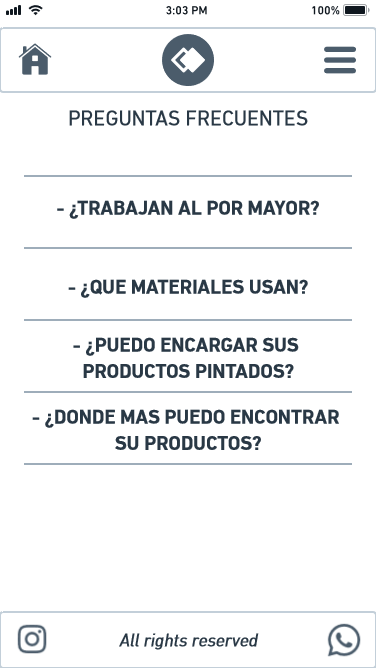 3:03 PM
100%
PREGUNTAS FRECUENTES
- ¿TRABAJAN AL POR MAYOR?
- ¿QUE MATERIALES USAN?
- ¿PUEDO ENCARGAR SUS
PRODUCTOS PINTADOS?
- ¿DONDE MAS PUEDO ENCONTRAR
SU PRODUCTOS?
All rights reserved